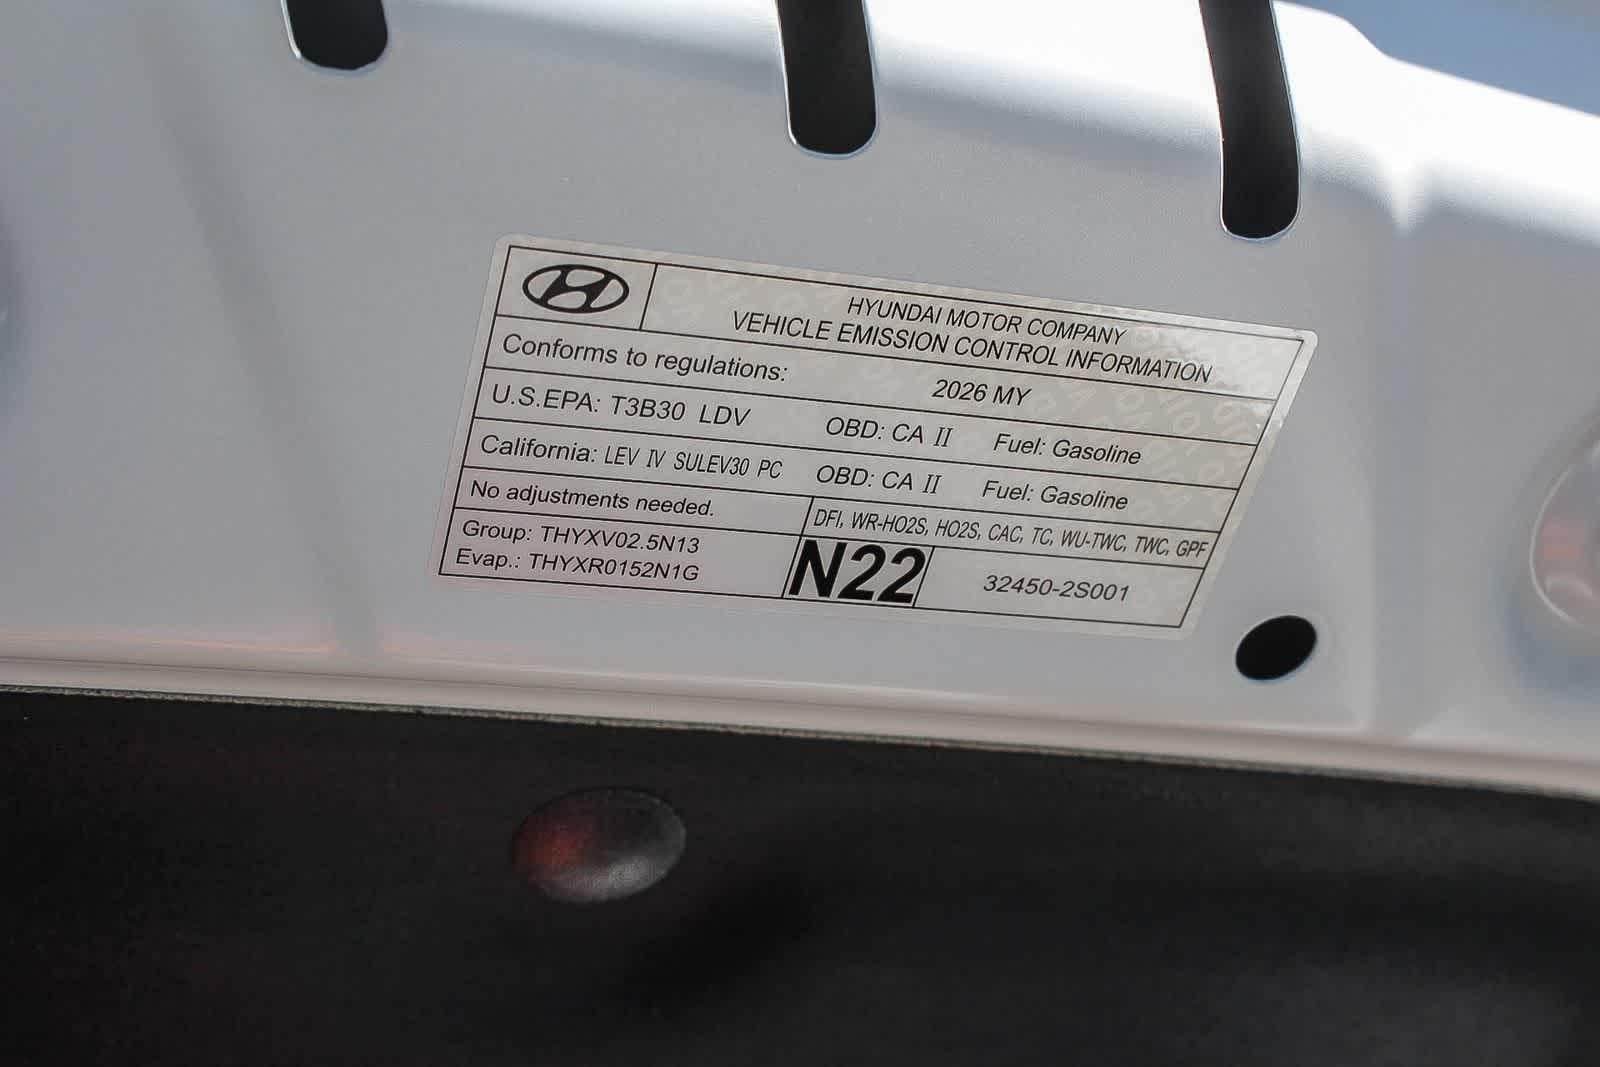 HYUNDAI MOTOR COMPANY
VEHICLE EMISSION CONTROL INFORMATION
Conforms to regulations: 2026 MY
U.S.EPA: T3B30 LDV OBD: CA II Fuel: Gasoline
California: LEV IV SULEV30 PC OBD: CA II Fuel: Gasoline
No adjustments needed. DFI, WR-HO2S, HO2S, CAC, TC, WU-TWC, TWC, GPF
Group: THYXV02.5N13
Evap.: THYXR0152N1G
N22
32450-2S001